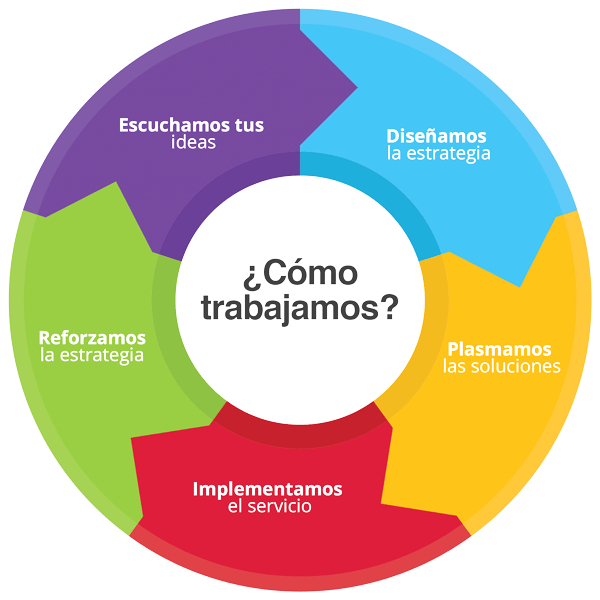 Escuchamos tus
ideas
Diseñamos
la estrategia
¿Cómo
trabajamos?
Reforzamos
la estrategia
Plasmamos
las soluciones
Implementamos
el servicio